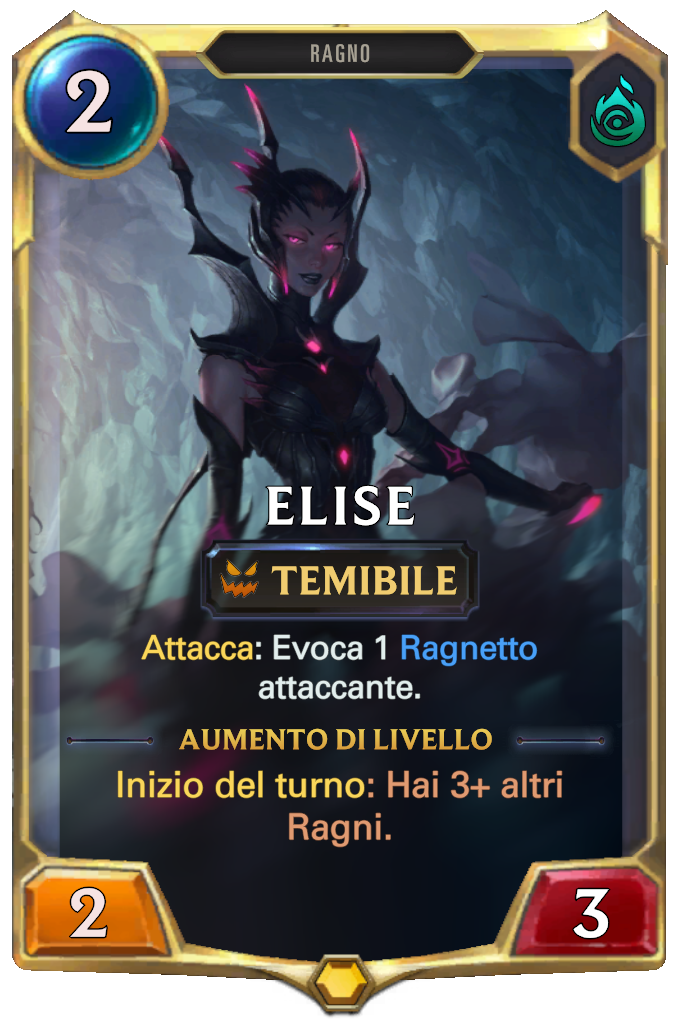 RAGNO
2
ELISE
TEMIBILE
Attacca: Evoca 1 Ragnetto
attaccante.
AUMENTO DI LIVELLO
Inizio del turno: Hai 3+ altri
Ragni.
2
3